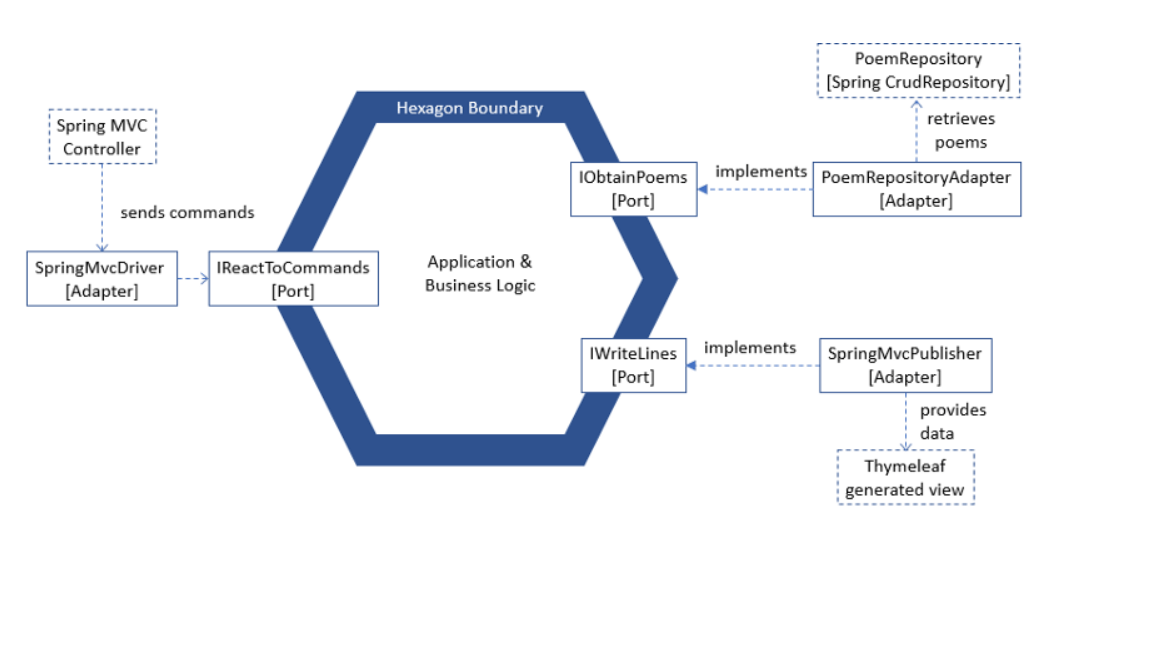 Hexagon Boundary
Spring MVC
Controller
sends commands
SpringMvcDriver
[Adapter]
IReactToCommands
[Port]
Application &
Business Logic
IObtainPoems
[Port]
implements
PoemRepositoryAdapter
[Adapter]
retrieves
poems
PoemRepository
[Spring CrudRepository]
IWriteLines
[Port]
implements
SpringMvcPublisher
[Adapter]
provides
data
Thymeleaf
generated view